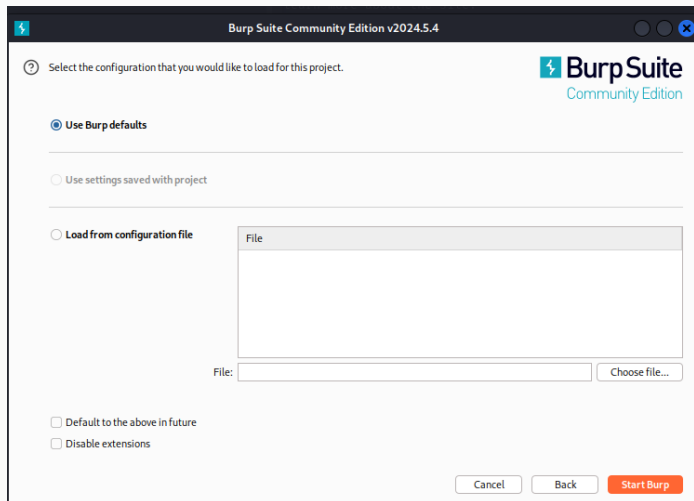 Burp Suite Community Edition v2024.5.4
Select the configuration that you would like to load for this project.
Burp Suite
Community Edition
Use Burp defaults
Use settings saved with project
Load from configuration file
File
File:
Choose file...
Default to the above in future
Disable extensions
Cancel
Back
Start Burp